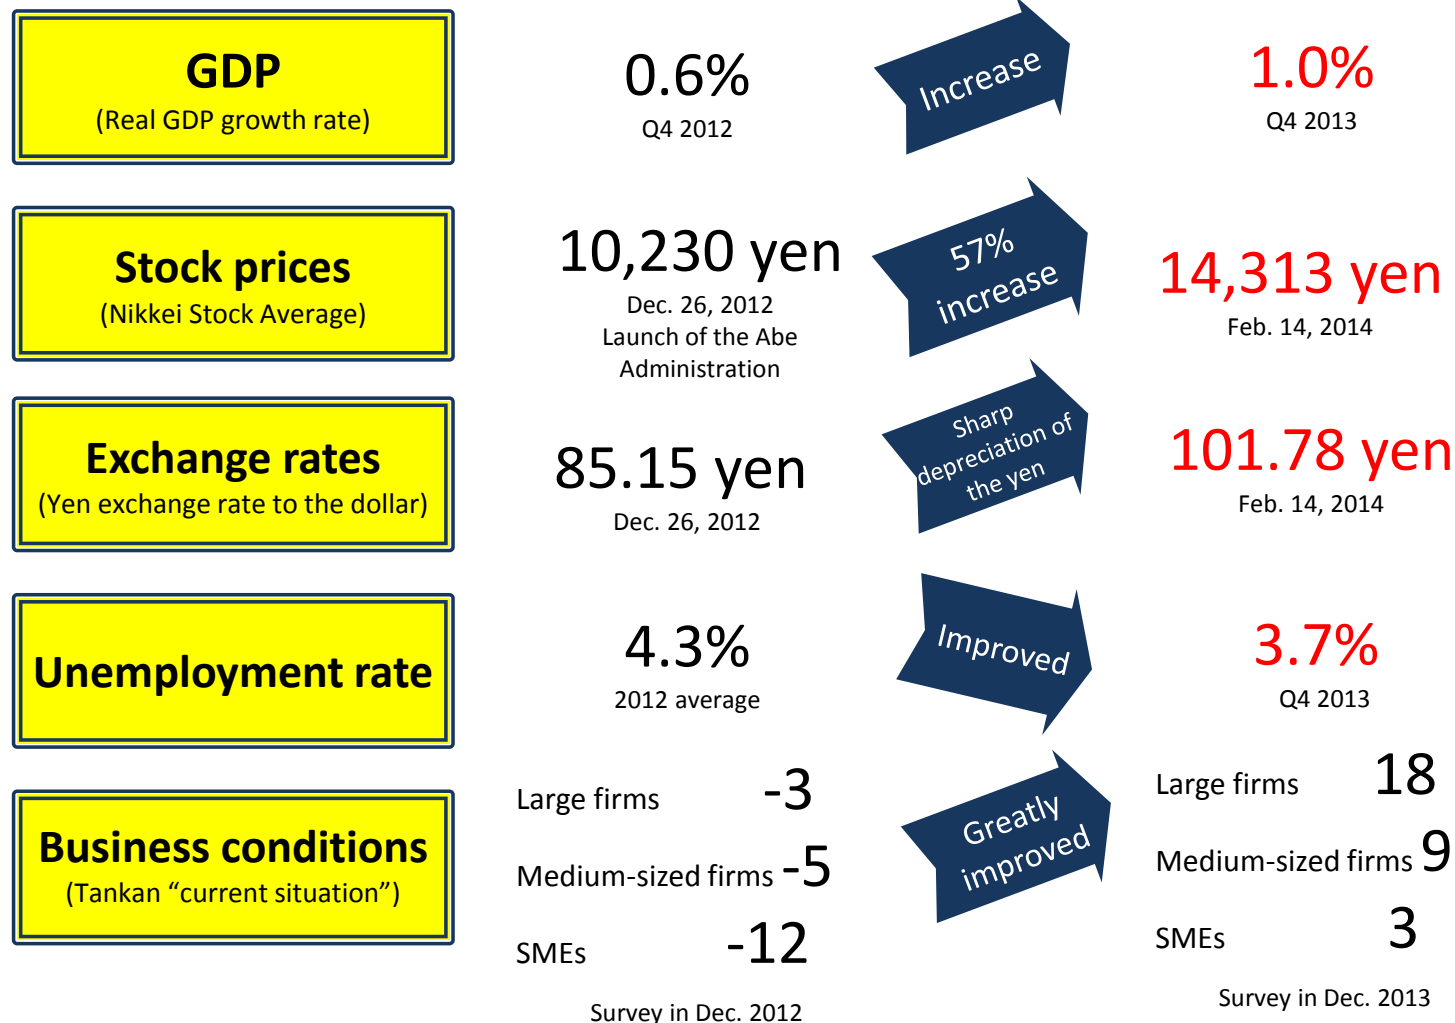 GDP
(Real GDP growth rate)
0.6%
Q4 2012
Increase
1.0%
Q4 2013
Stock prices
(Nikkei Stock Average)
10,230 yen
Dec. 26, 2012
Launch of the Abe
Administration
57%
increase
14,313 yen
Feb. 14, 2014
Exchange rates
(Yen exchange rate to the dollar)
85.15 yen
Dec. 26, 2012
Sharp
depreciation of
the yen
101.78 yen
Feb. 14, 2014
Unemployment rate
4.3%
2012 average
Improved
3.7%
Q4 2013
Business conditions
(Tankan “current situation”)
Large firms -3
Medium-sized firms -5
SMEs -12
Survey in Dec. 2012
Greatly
improved
Large firms 18
Medium-sized firms 9
SMEs 3
Survey in Dec. 2013